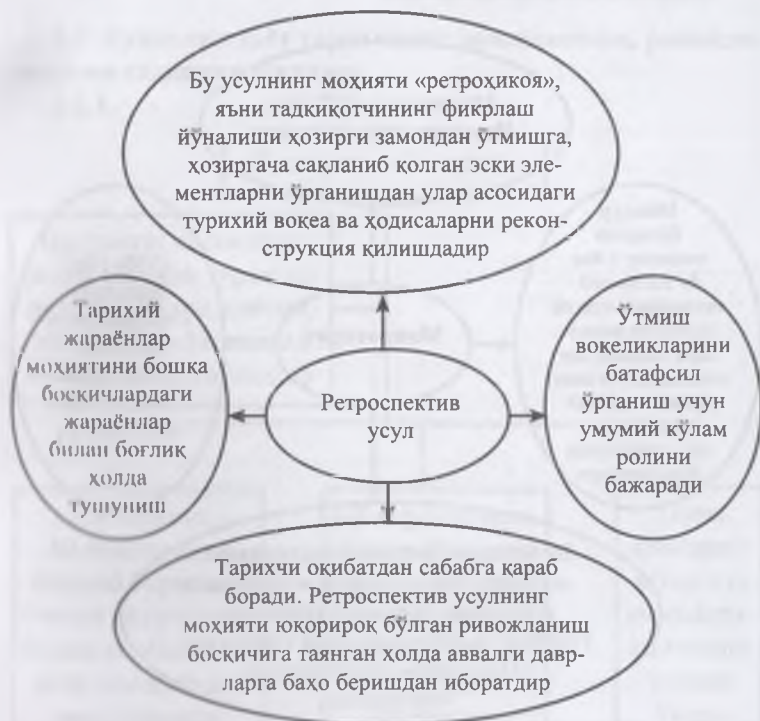 Бу усулнинг моҳияти «ретроҳикоя»,
яъни тадкиқотчининг фикрлаш
йўналиши ҳозирги замондан ўтмишга,
ҳозиргача сақланиб қолган эски эле-
ментларни ўрганишдан улар асосидаги
турихий воқеа ва ҳодисаларни рекон-
струкция қилишдадир
Тарихий
жараёнлар
моҳиятини бошқа
босқичлардаги
жараёнлар
билан боғлиқ
ҳолда
тушуниш
Ретроспектив
усул
Ўтмиш
воқеликларини
батафсил
ўрганиш учун
умумий кўлам
ролини
бажаради
Тарихчи оқибатдан сабабга қараб
боради. Ретроспектив усулнинг
моҳияти юқорироқ бўлган ривожланиш
босқичига таянган ҳолда аввалги давр-
ларга баҳо беришдан иборатдир